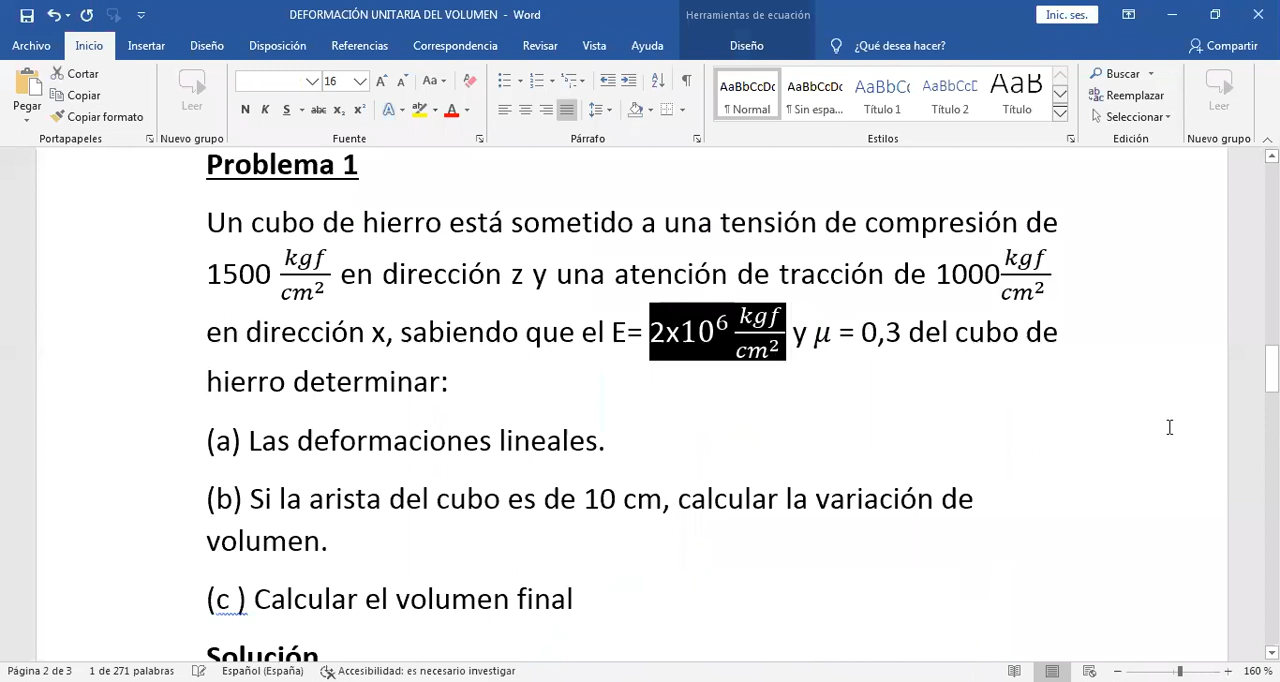 DEFORMACIÓN UNITARIA DEL VOLUMEN - Word
Herramientas de ecuación
Inic. ses.
Archivo Inicio Insertar Diseño Disposición Referencias Correspondencia Revisar Vista Ayuda Diseño ¿Qué desea hacer? Compartir
Pegar
Cortar
Copiar
Copiar formato
Portapapeles
Leer
Nuevo grupo
16
Aa
N K S abc x₂ x²
A A
Fuente
Párrafo
AaBbCcDc AaBbCcDc AaBbCc AaBbCcD AaB
¶ Normal ¶ Sin espa... Título 1 Título 2 Título
Estilos
Buscar
Reemplazar
Seleccionar
Edición
Leer
Nuevo grupo
Problema 1
Un cubo de hierro está sometido a una tensión de compresión de
1500 kgf/cm² en dirección z y una atención de tracción de 1000 kgf/cm²
en dirección x, sabiendo que el E= 2x10⁶ kgf/cm² y μ = 0,3 del cubo de
hierro determinar:
(a) Las deformaciones lineales.
(b) Si la arista del cubo es de 10 cm, calcular la variación de
volumen.
(c ) Calcular el volumen final
Solución
Página 2 de 3 1 de 271 palabras Español (España) Accesibilidad: es necesario investigar 160 %